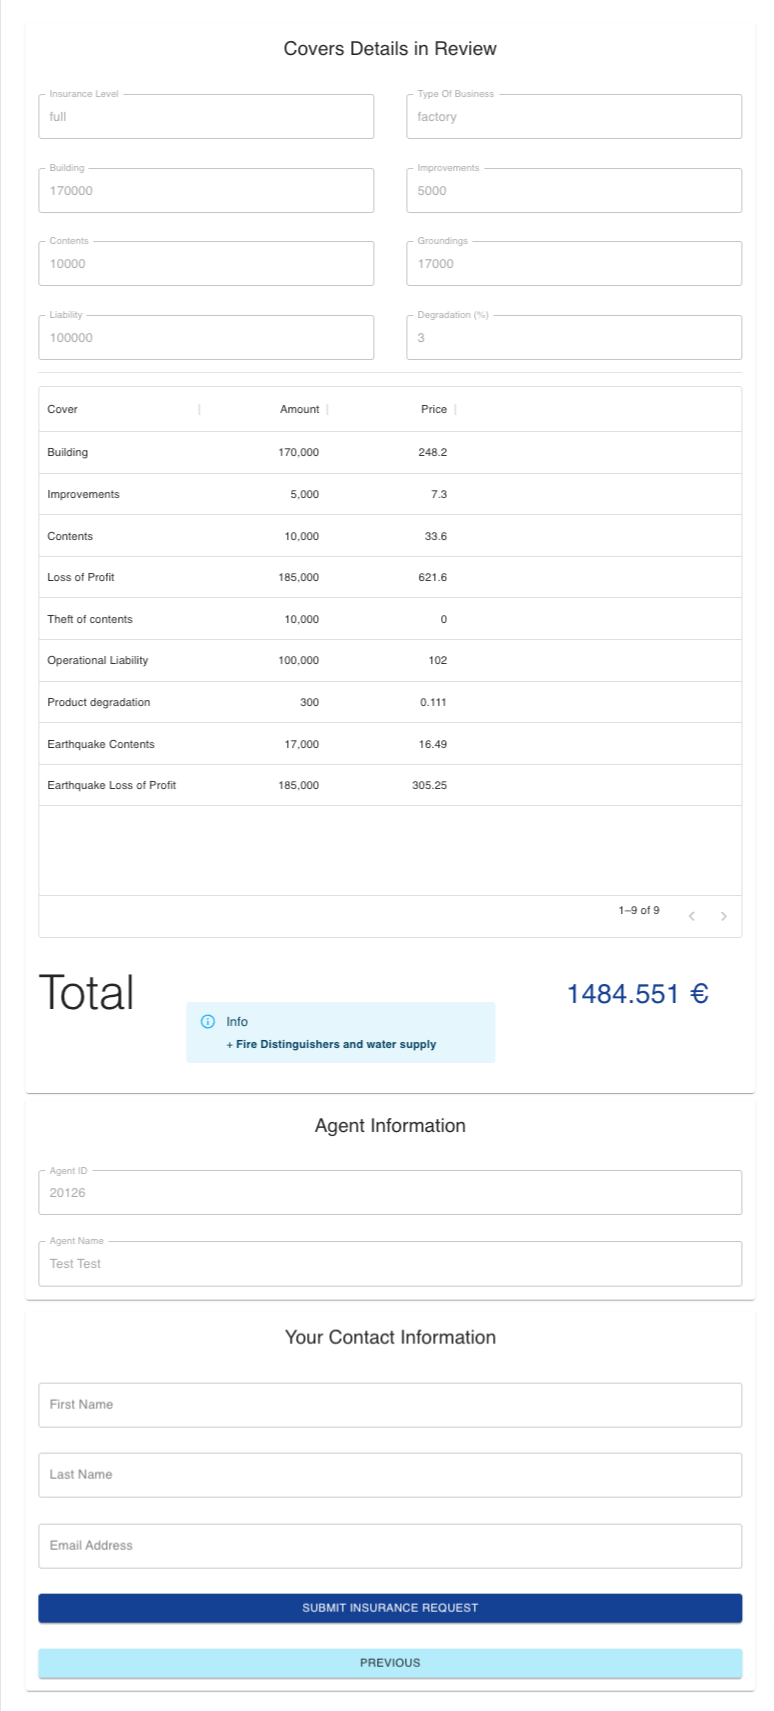 Covers Details in Review
Insurance Level Type Of Business
full factory
Building Improvements
170000 5000
Contents Groundings
10000 17000
Liability Degradation (%)
100000 3
Cover Amount Price
Building 170,000 248.2
Improvements 5,000 7.3
Contents 10,000 33.6
Loss of Profit 185,000 621.6
Theft of contents 10,000 0
Operational Liability 100,000 102
Product degradation 300 0.111
Earthquake Contents 17,000 16.49
Earthquake Loss of Profit 185,000 305.25
1–9 of 9
Total 1484.551 €
Info
+ Fire Distinguishers and water supply
Agent Information
Agent ID
20126
Agent Name
Test Test
Your Contact Information
First Name
Last Name
Email Address
SUBMIT INSURANCE REQUEST
PREVIOUS